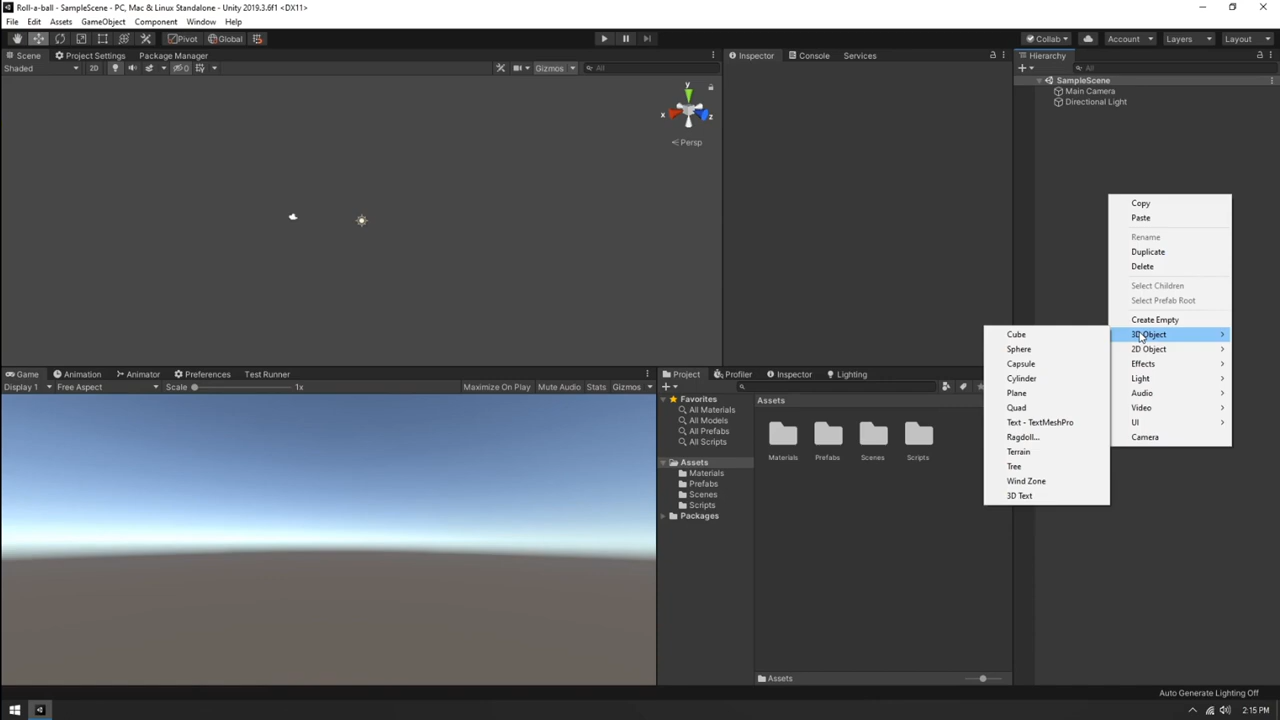 Roll-a-ball - SampleScene - PC, Mac & Linux Standalone - Unity 2019.3.6f1 <DX11>
File Edit Assets GameObject Component Window Help
Pivot Global Collab Account Layers Layout
Scene Project Settings Package Manager
Shaded 2D 0 Gizmos All
y
x z
Persp
Inspector Console Services
Hierarchy
All
SampleScene
Main Camera
Directional Light
Copy
Paste
Rename
Duplicate
Delete
Select Children
Select Prefab Root
Create Empty
3D Object
2D Object
Effects
Light
Audio
Video
UI
Camera
Cube
Sphere
Capsule
Cylinder
Plane
Quad
Text - TextMeshPro
Ragdoll...
Terrain
Tree
Wind Zone
3D Text
Game Animation Animator Preferences Test Runner
Display 1 Free Aspect Scale 1x Maximize On Play Mute Audio Stats Gizmos
Project Profiler Inspector Lighting
Favorites
All Materials
All Models
All Prefabs
All Scripts
Assets
Materials
Prefabs
Scenes
Scripts
Packages
Assets
Materials Prefabs Scenes Scripts
Assets
Auto Generate Lighting Off
2:15 PM